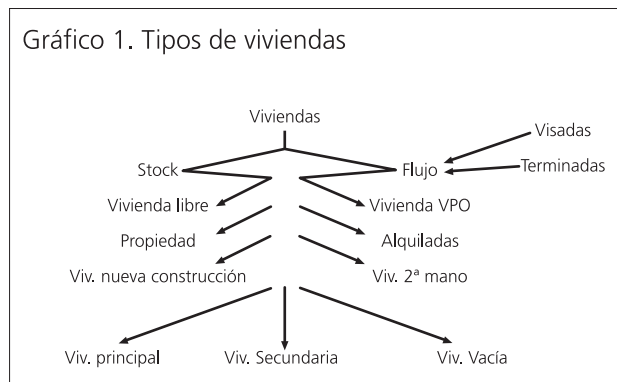 Gráfico 1. Tipos de viviendas
Viviendas
Visadas
Stock
Flujo
Terminadas
Vivienda libre
Vivienda VPO
Propiedad
Alquiladas
Viv. nueva construcción
Viv. 2ª mano
Viv. principal
Viv. Secundaria
Viv. Vacía